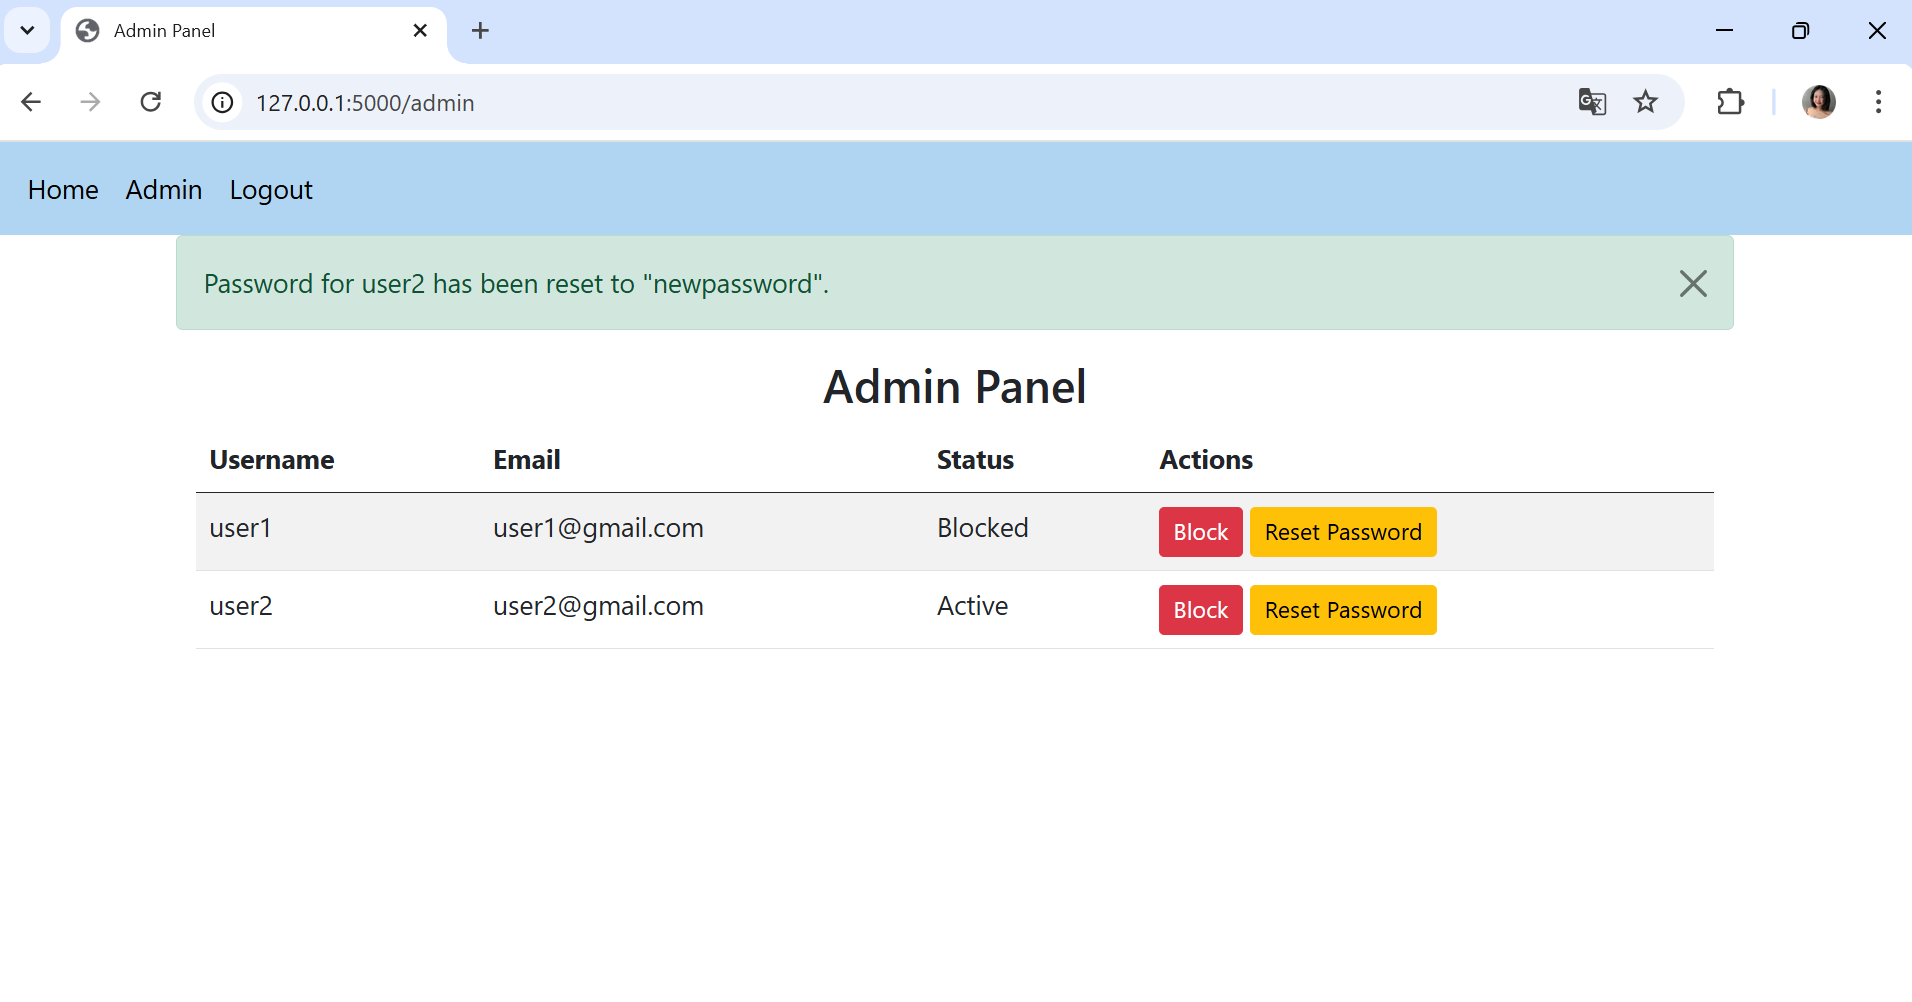 Admin Panel
127.0.0.1:5000/admin
Home Admin Logout
Password for user2 has been reset to "newpassword".
Admin Panel
Username Email Status Actions
user1 user1@gmail.com Blocked Block Reset Password
user2 user2@gmail.com Active Block Reset Password